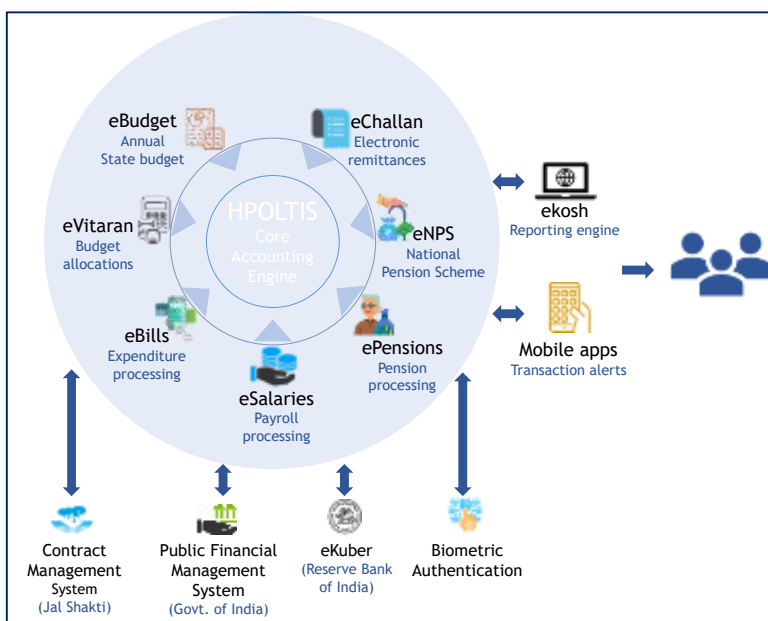 eBudget
Annual
State budget
eChallan
Electronic
remittances
HPOLTIS
Core
Accounting
Engine
eVitaran
Budget
allocations
eNPS
National
Pension Scheme
ekosh
Reporting engine
eBills
Expenditure
processing
ePensions
Pension
processing
Mobile apps
Transaction alerts
eSalaries
Payroll
processing
Contract
Management
System
(Jal Shakti)
Public Financial
Management
System
(Govt. of India)
eKuber
(Reserve Bank
of India)
Biometric
Authentication